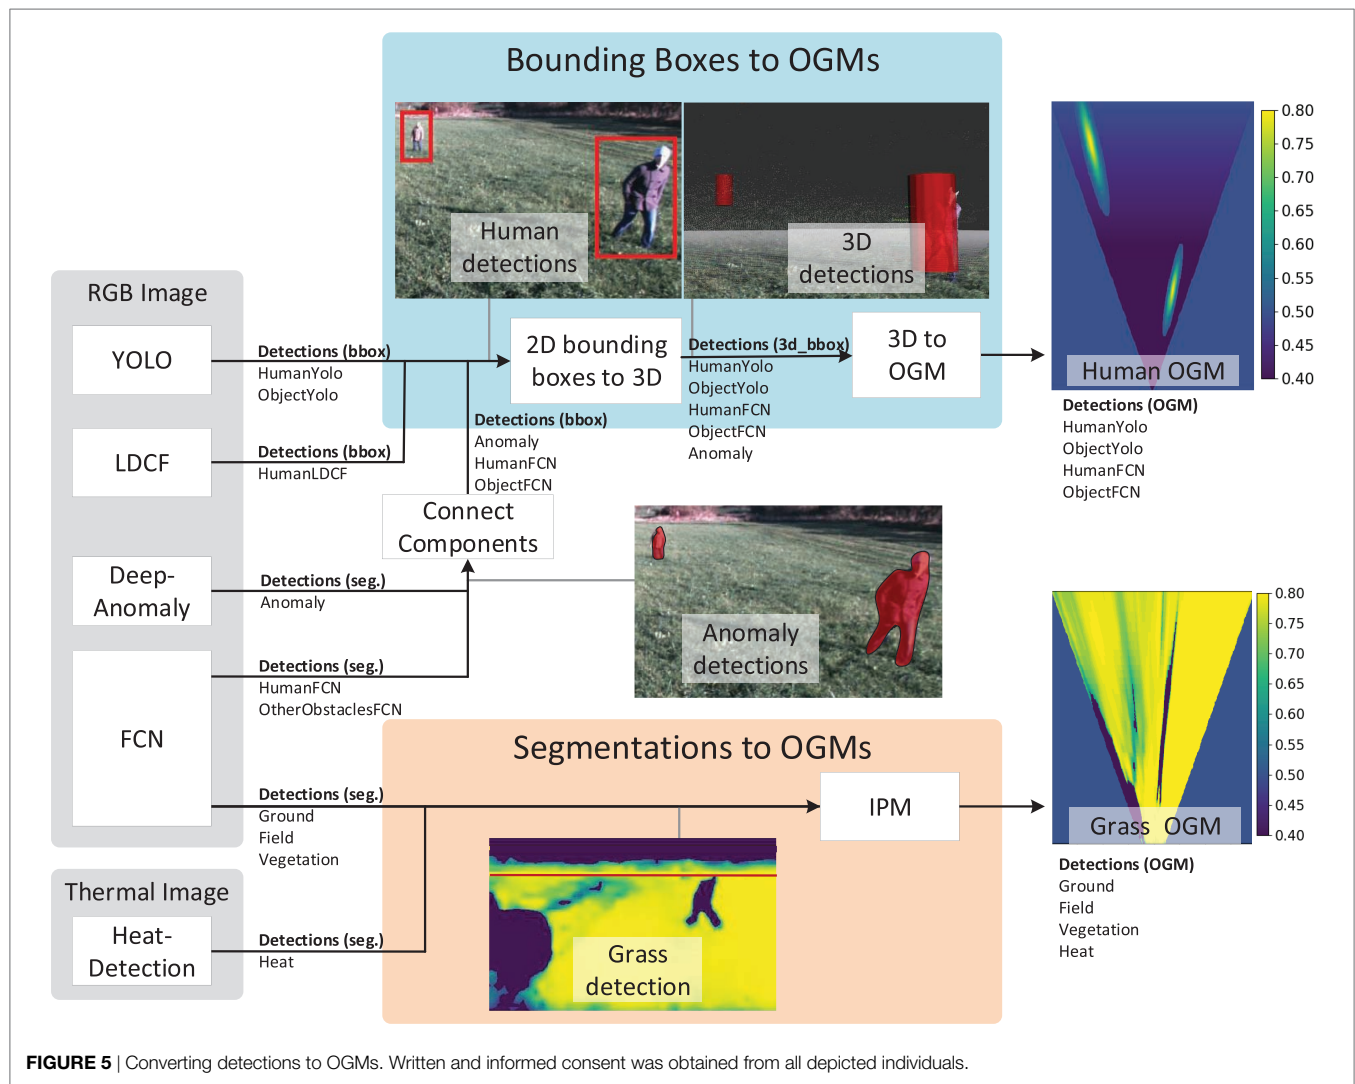 Bounding Boxes to OGMs
Human
detections
3D
detections
RGB Image
YOLO
Detections (bbox)
HumanYolo
ObjectYolo
2D bounding
boxes to 3D
Detections (3d_bbox)
HumanYolo
ObjectYolo
HumanFCN
ObjectFCN
Anomaly
3D to
OGM
0.80
0.75
0.70
0.65
0.60
0.55
0.50
0.45
0.40
Human OGM
Detections (OGM)
HumanYolo
ObjectYolo
HumanFCN
ObjectFCN
LDCF
Detections (bbox)
HumanLDCF
Detections (bbox)
Anomaly
HumanFCN
ObjectFCN
Connect
Components
Deep-
Anomaly
Detections (seg.)
Anomaly
Anomaly
detections
FCN
Detections (seg.)
HumanFCN
OtherObstaclesFCN
Segmentations to OGMs
Detections (seg.)
Ground
Field
Vegetation
IPM
0.80
0.75
0.70
0.65
0.60
0.55
0.50
0.45
0.40
Grass OGM
Detections (OGM)
Ground
Field
Vegetation
Heat
Thermal Image
Heat-
Detection
Detections (seg.)
Heat
Grass
detection
FIGURE 5 | Converting detections to OGMs. Written and informed consent was obtained from all depicted individuals.